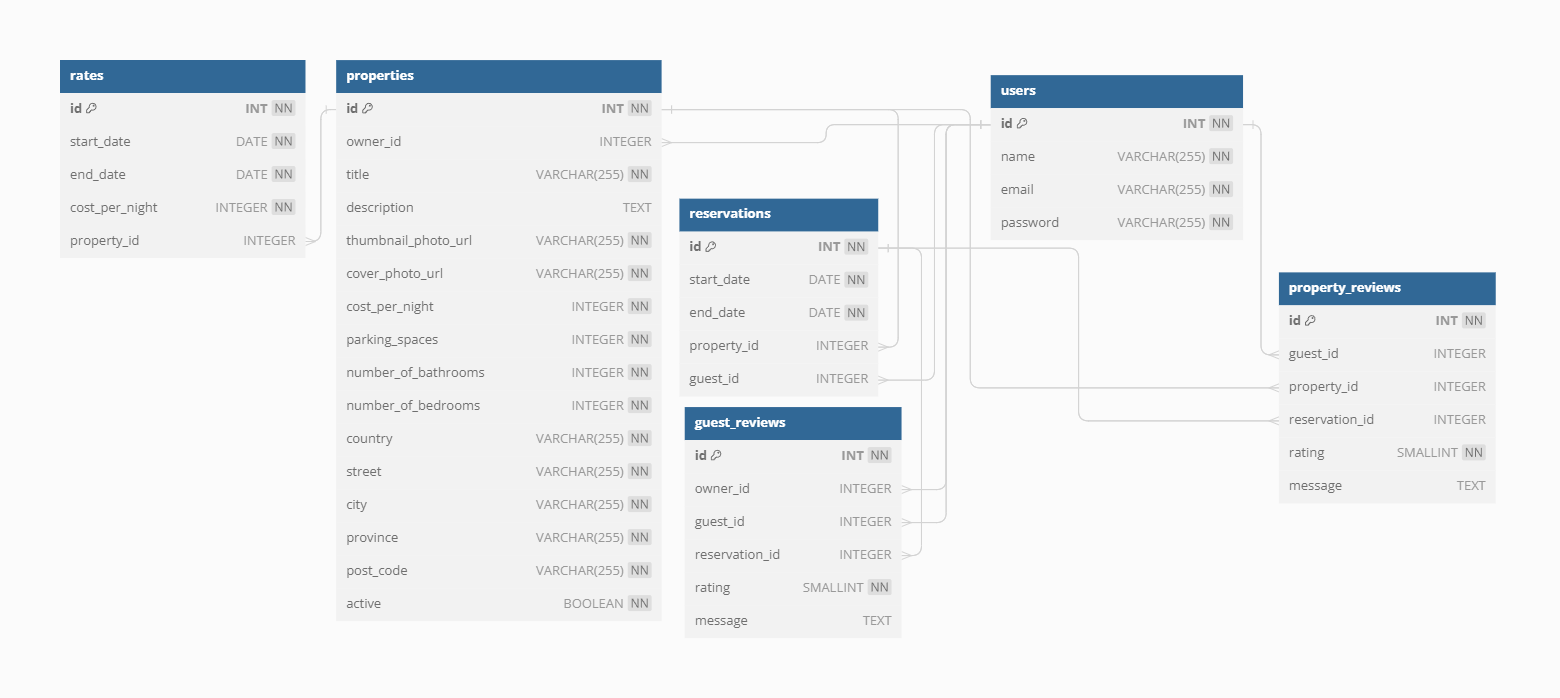 rates
id INT NN
start_date DATE NN
end_date DATE NN
cost_per_night INTEGER NN
property_id INTEGER
properties
id INT NN
owner_id INTEGER
title VARCHAR(255) NN
description TEXT
thumbnail_photo_url VARCHAR(255) NN
cover_photo_url VARCHAR(255) NN
cost_per_night INTEGER NN
parking_spaces INTEGER NN
number_of_bathrooms INTEGER NN
number_of_bedrooms INTEGER NN
country VARCHAR(255) NN
street VARCHAR(255) NN
city VARCHAR(255) NN
province VARCHAR(255) NN
post_code VARCHAR(255) NN
active BOOLEAN NN
reservations
id INT NN
start_date DATE NN
end_date DATE NN
property_id INTEGER
guest_id INTEGER
guest_reviews
id INT NN
owner_id INTEGER
guest_id INTEGER
reservation_id INTEGER
rating SMALLINT NN
message TEXT
users
id INT NN
name VARCHAR(255) NN
email VARCHAR(255) NN
password VARCHAR(255) NN
property_reviews
id INT NN
guest_id INTEGER
property_id INTEGER
reservation_id INTEGER
rating SMALLINT NN
message TEXT